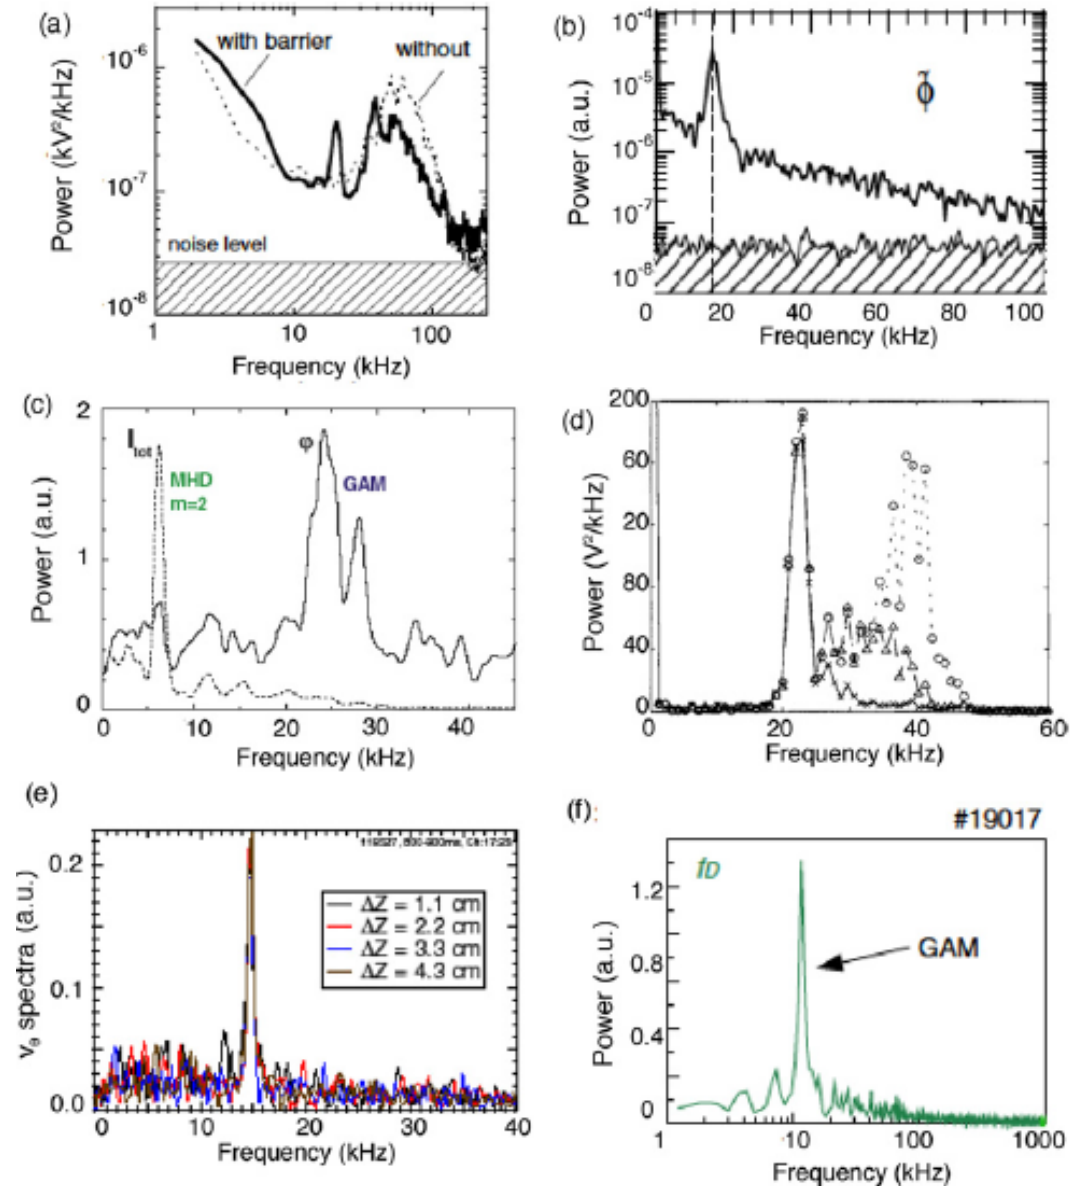 (a)
with barrier
without
noise level
10⁻⁶
10⁻⁷
10⁻⁸
Power (kV²/kHz)
1
10
100
Frequency (kHz)
(b)
ϕ̃
10⁻⁴
10⁻⁵
10⁻⁶
10⁻⁷
10⁻⁸
Power (a.u.)
0 20 40 60 80 100
Frequency (kHz)
(c)
I_tot
MHD
m=2
φ
GAM
2
1
0
Power (a.u.)
0 10 20 30 40
Frequency (kHz)
(d)
200
60
20
80
40
0
Power (V²/kHz)
0 20 40 60
Frequency (kHz)
(e)
ΔZ = 1.1 cm
ΔZ = 2.2 cm
ΔZ = 3.3 cm
ΔZ = 4.3 cm
0.2
0.1
0.0
v_θ spectra (a.u.)
0 10 20 30 40
Frequency (kHz)
(f):
#19017
f_D
GAM
1.2
0.8
0.4
0
Power (a.u.)
1 10 100 1000
Frequency (kHz)